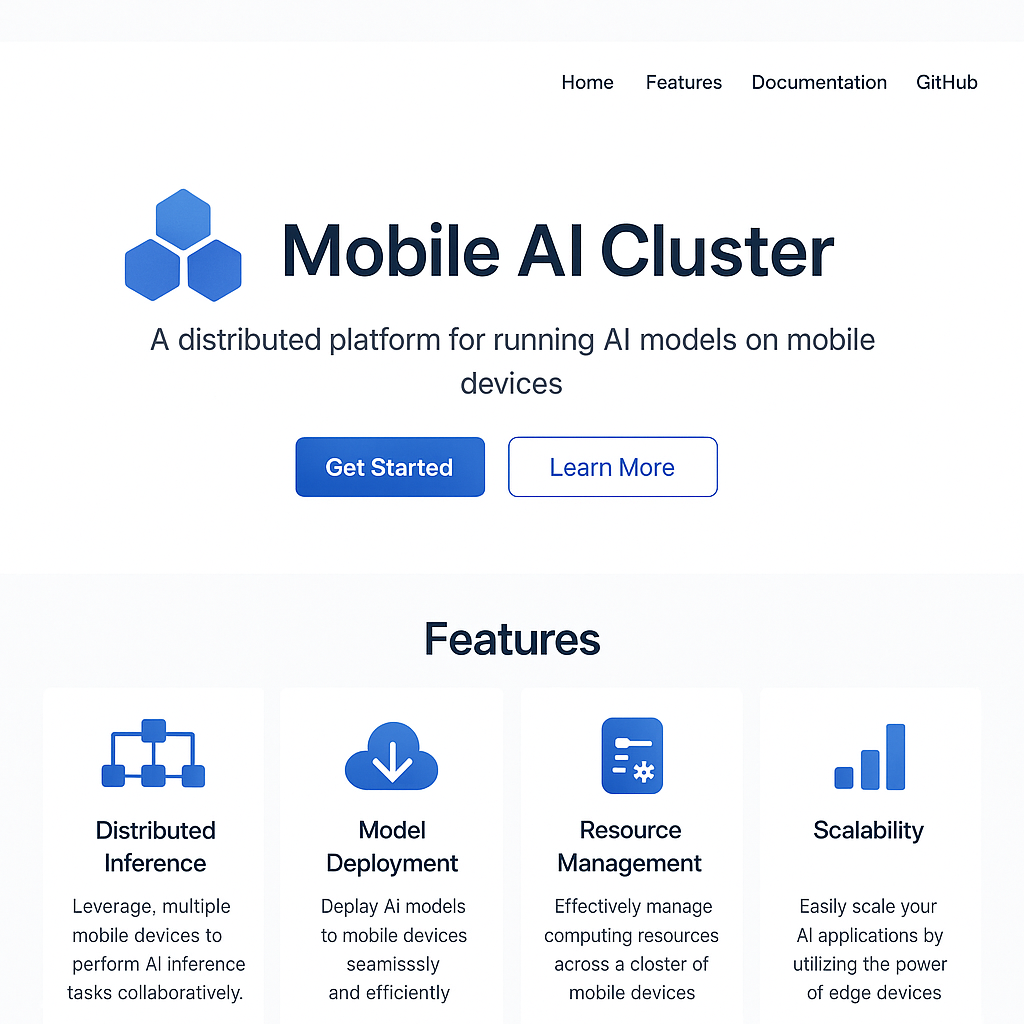 Home Features Documentation GitHub
Mobile AI Cluster
A distributed platform for running AI models on mobile
devices
Get Started Learn More
Features
Distributed
Inference
Leverage, multiple
mobile devices to
perform AI inference
tasks collaboratively.
Model
Deployment
Deplay Ai models
to mobile devices
seamisssly
and efficiently
Resource
Management
Effectively manage
computing resources
across a closter of
mobile devices
Scalability
Easily scale your
AI applications by
utilizing the power
of edge devices